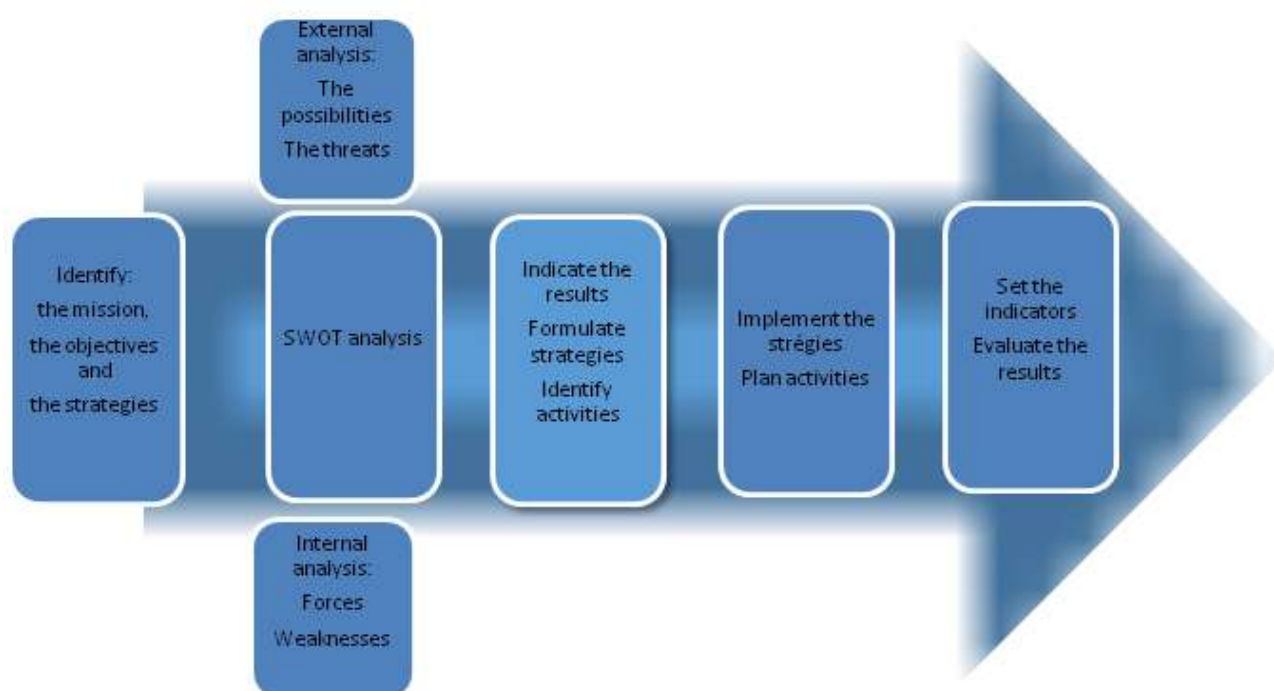 External
analysis:
The
possibilities
The threats
Identify:
the mission,
the objectives
and
the strategies
SWOT analysis
Indicate the
results
Formulate
strategies
Identify
activities
Implement the
strégies
Plan activities
Set the
indicators
Evaluate the
results
Internal
analysis:
Forces
Weaknesses